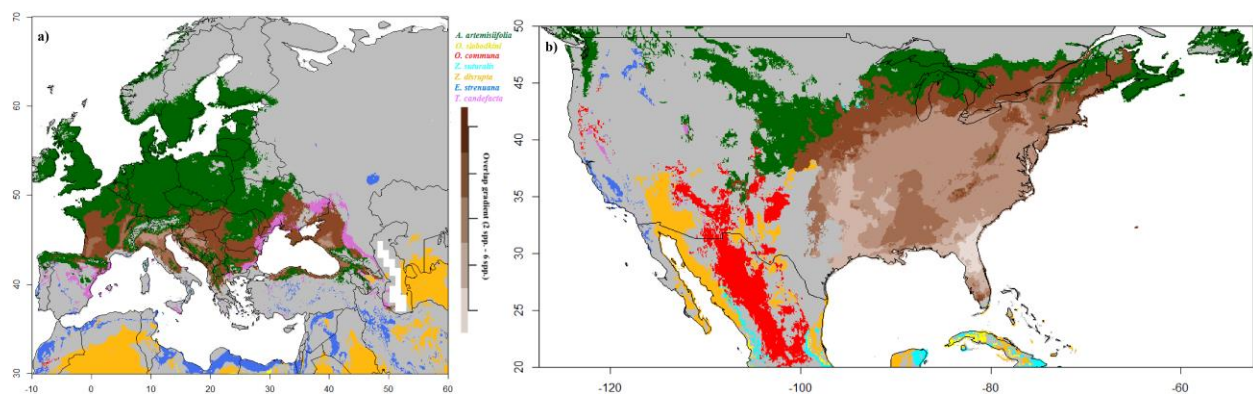 a)
70
60
50
40
30
-10
0
10
20
30
40
50
60
A. artemisiifolia
O. slobodkini
O. communa
Z. suturalis
Z. disrupta
E. strenuana
T. candefacta
Overlap gradient (2 spp. - 6 spp.)
b)
50
45
40
35
30
25
20
-120
-100
-80
-60